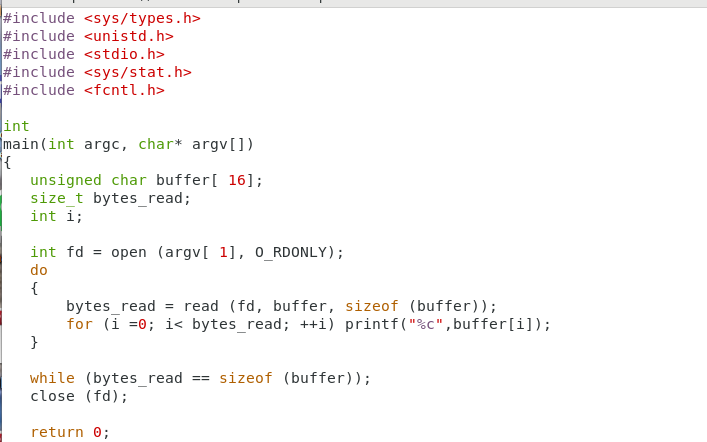 #include <sys/types.h>
#include <unistd.h>
#include <stdio.h>
#include <sys/stat.h>
#include <fcntl.h>
int
main(int argc, char* argv[])
{
unsigned char buffer[ 16];
size_t bytes_read;
int i;
int fd = open (argv[ 1], O_RDONLY);
do
{
bytes_read = read (fd, buffer, sizeof (buffer));
for (i =0; i< bytes_read; ++i) printf("%c",buffer[i]);
}
while (bytes_read == sizeof (buffer));
close (fd);
return 0;